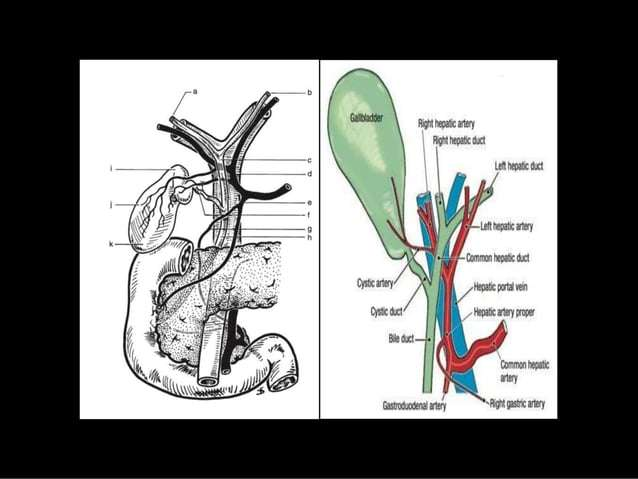 a
b
c
d
i
j
e
f
g
h
k
Gallbladder
Right hepatic artery
Right hepatic duct
Left hepatic duct
Left hepatic artery
Common hepatic duct
Cystic artery
Hepatic portal vein
Cystic duct
Hepatic artery proper
Bile duct
Common hepatic
artery
Gastroduodenal artery
Right gastric artery